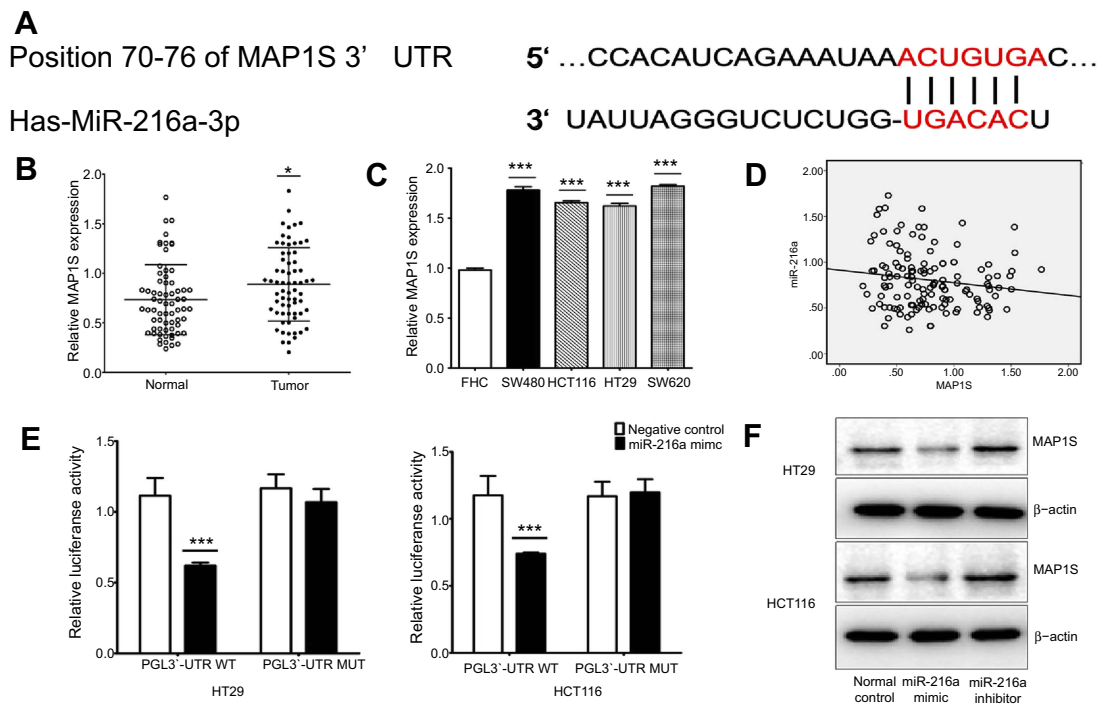 A
Position 70-76 of MAP1S 3’ UTR 5‘ ...CCACAUCAGAAAUAAACUGUGAC...
Has-MiR-216a-3p 3‘ UAUUAGGGUCUCUGG-UGACACU
B
Relative MAP1S expression
2.0
1.5
1.0
0.5
0.0
*
Normal Tumor
C
Relative MAP1S expression
2.0
1.5
1.0
0.5
0.0
*** *** *** ***
FHC SW480 HCT116 HT29 SW620
D
miR-216a
2.00
1.50
1.00
.50
.00
.00 .50 1.00 1.50 2.00
MAP1S
E
Relative luciferanse activity
1.5
1.0
0.5
0.0
***
PGL3`-UTR WT PGL3`-UTR MUT
HT29
Negative control
miR-216a mimc
Relative luciferanse activity
1.5
1.0
0.5
0.0
***
PGL3`-UTR WT PGL3`-UTR MUT
HCT116
F
HT29
MAP1S
β−actin
HCT116
MAP1S
β−actin
Normal control
miR-216a mimic
miR-216a inhibitor